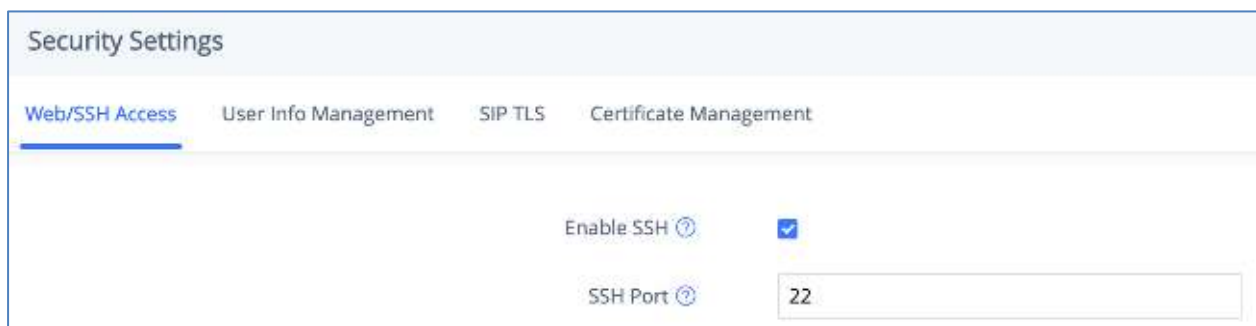 Security Settings
Web/SSH Access User Info Management SIP TLS Certificate Management
Enable SSH
SSH Port 22